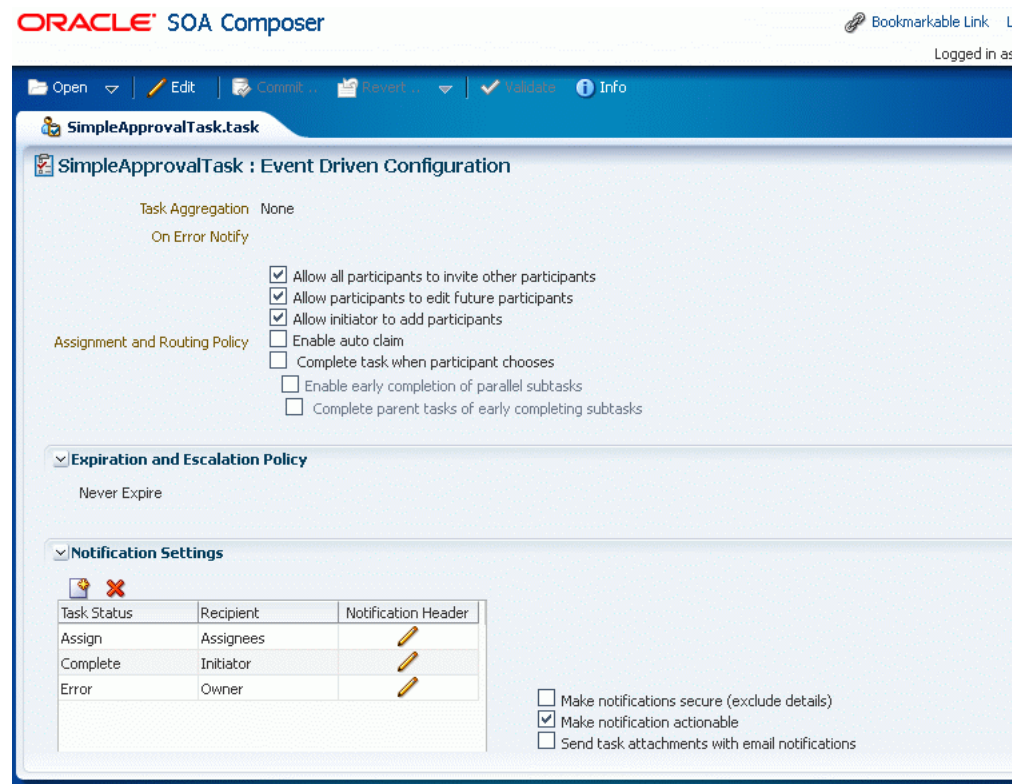 ORACLE SOA Composer
Bookmarkable Link L
Logged in as
Open Edit Commit .. Revert .. Validate Info
SimpleApprovalTask.task
SimpleApprovalTask : Event Driven Configuration
Task Aggregation None
On Error Notify
Allow all participants to invite other participants
Allow participants to edit future participants
Allow initiator to add participants
Assignment and Routing Policy Enable auto claim
Complete task when participant chooses
Enable early completion of parallel subtasks
Complete parent tasks of early completing subtasks
Expiration and Escalation Policy
Never Expire
Notification Settings
Task Status Recipient Notification Header
Assign Assignees
Complete Initiator
Error Owner
Make notifications secure (exclude details)
Make notification actionable
Send task attachments with email notifications